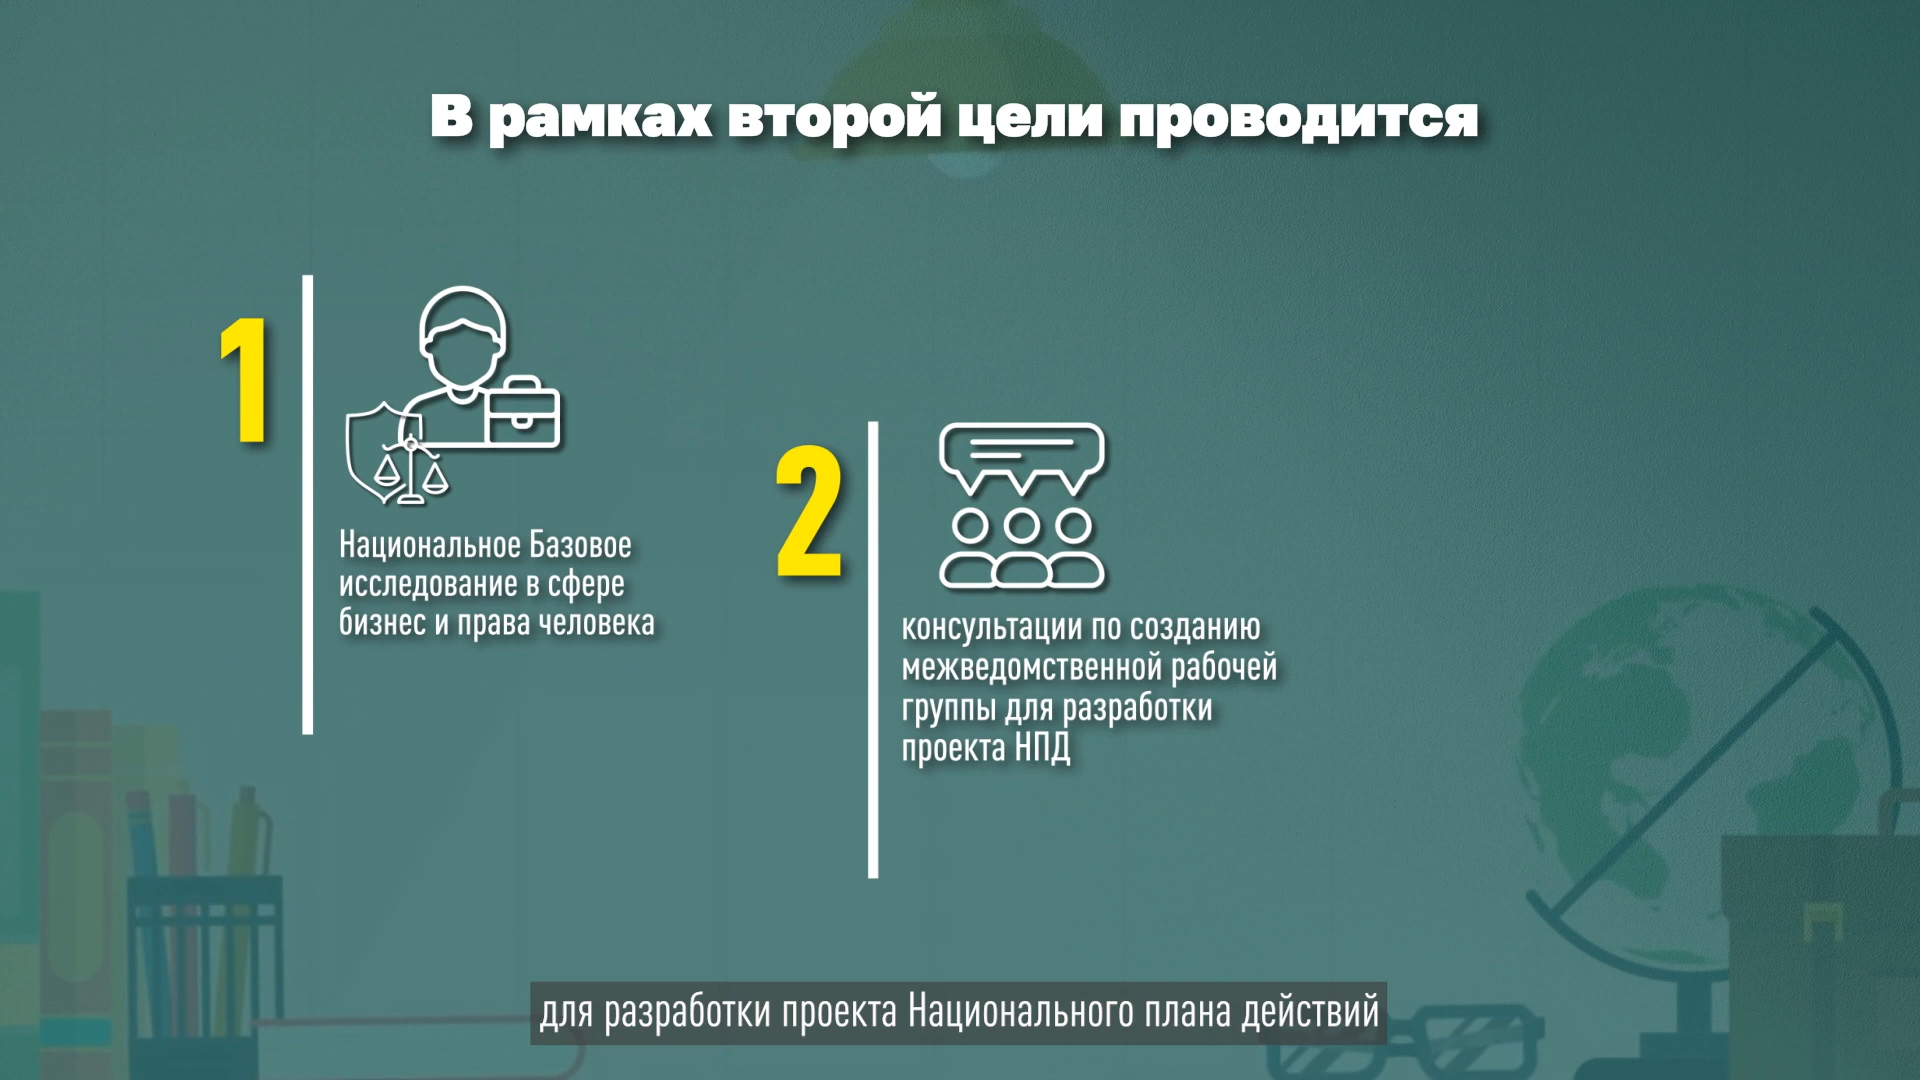 В рамках второй цели проводится
1
Национальное Базовое
исследование в сфере
бизнес и права человека
2
консультации по созданию
межведомственной рабочей
группы для разработки
проекта НПД
для разработки проекта Национального плана действий